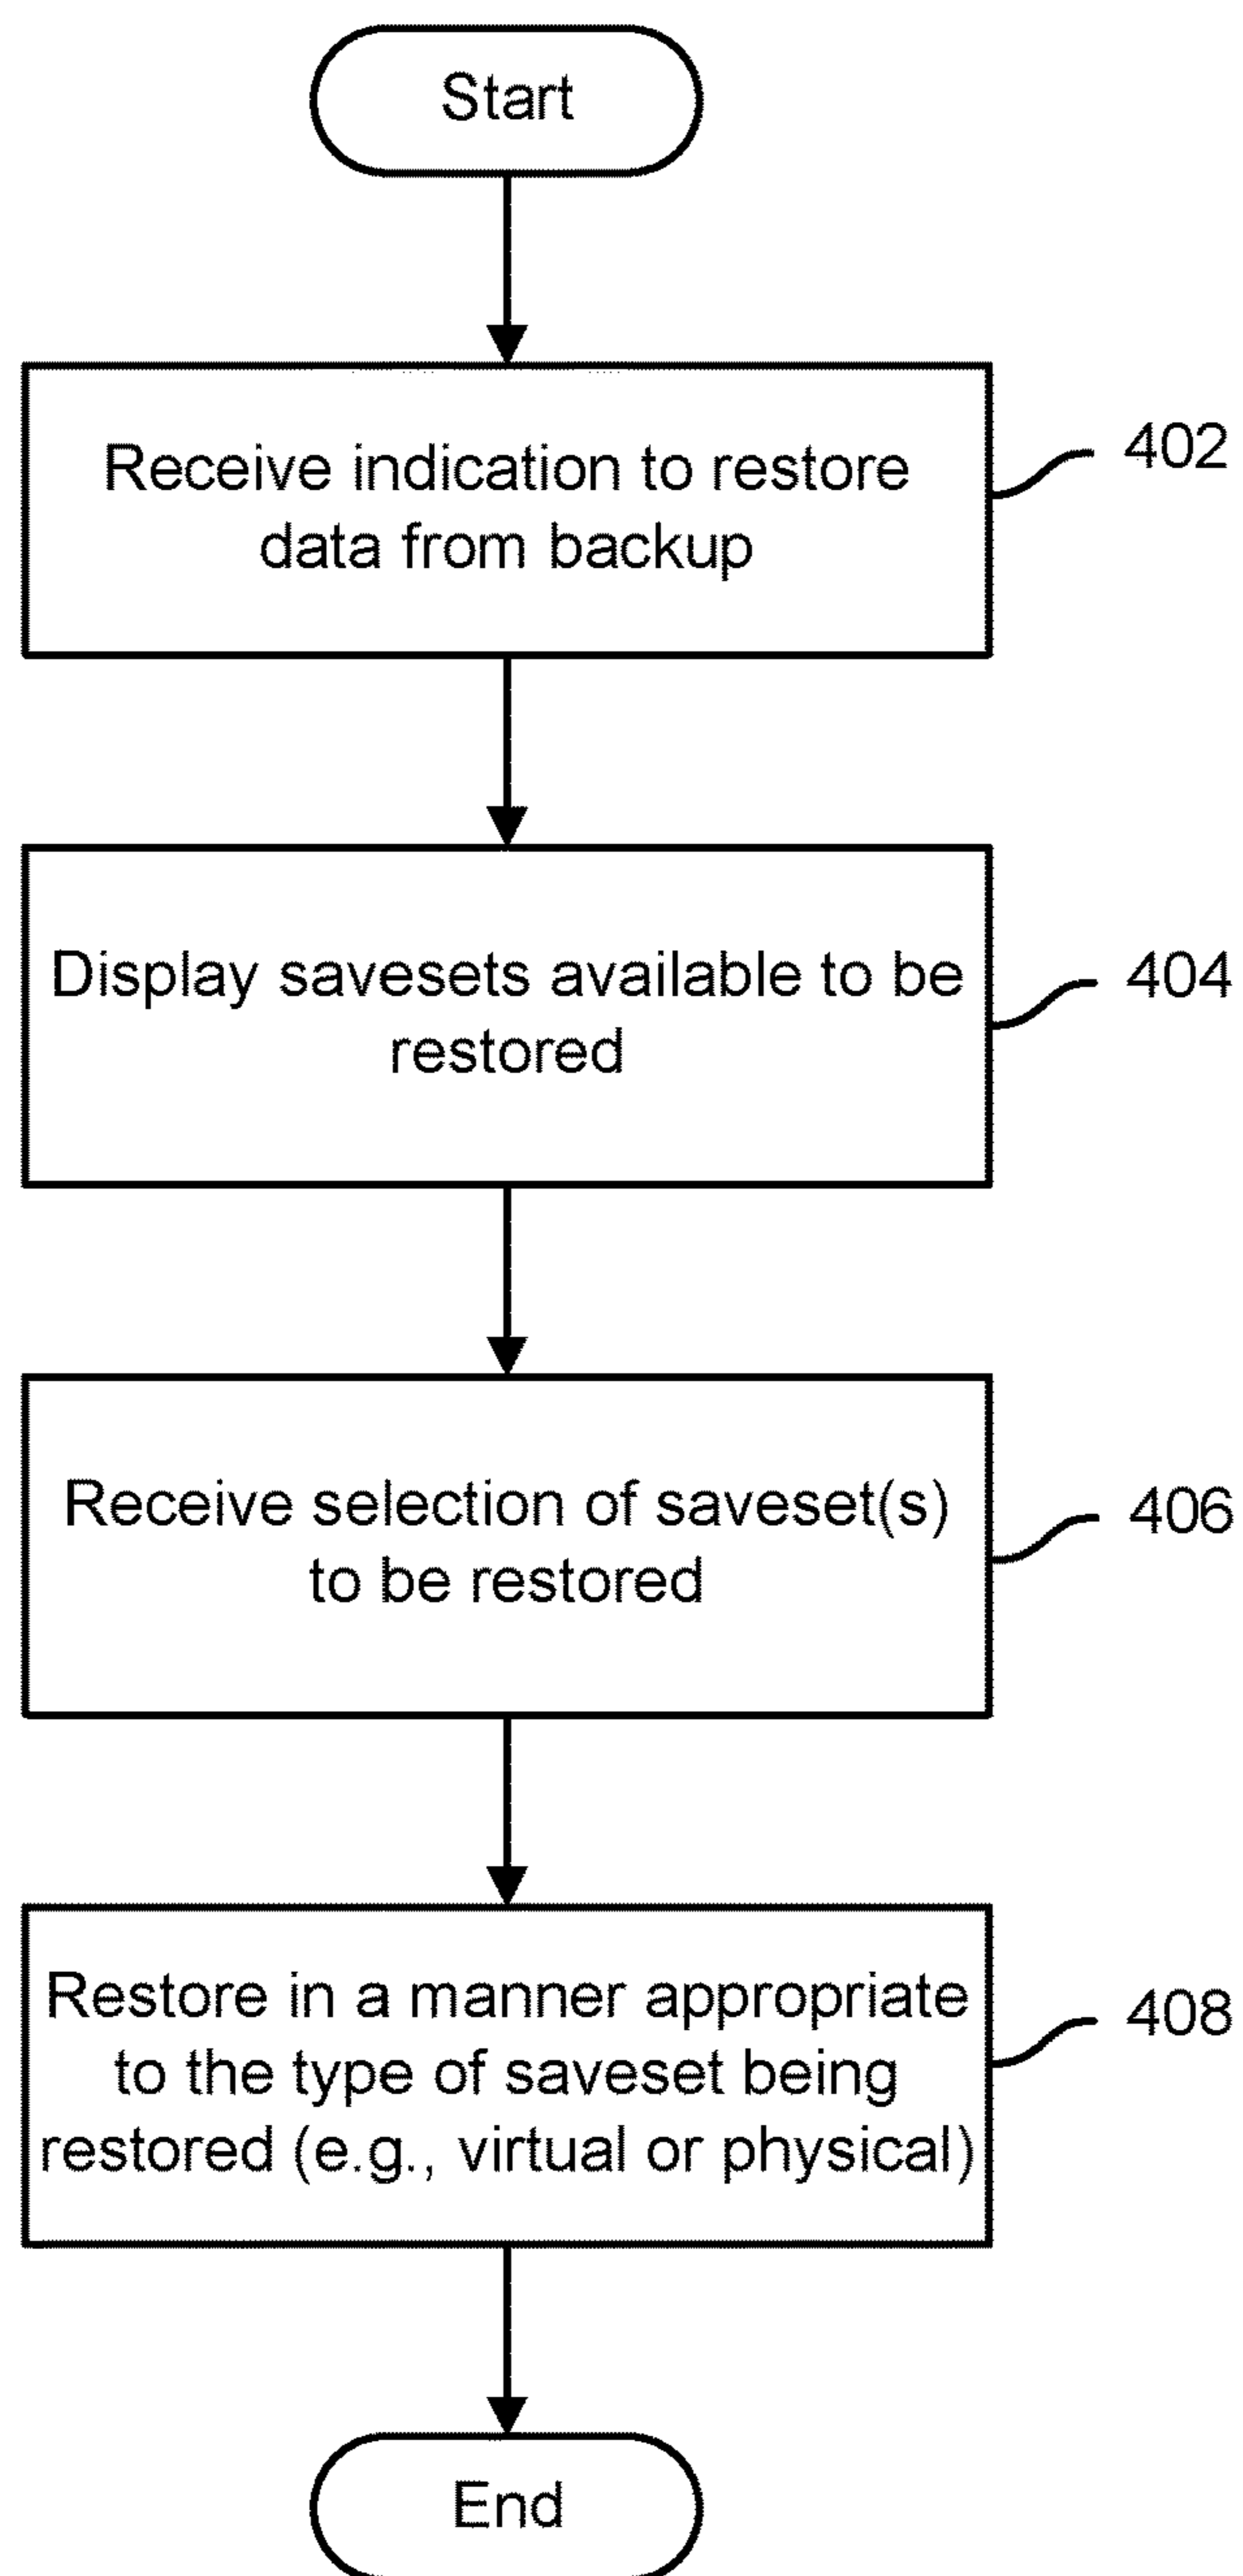 Start
Receive indication to restore
data from backup
402
Display savesets available to be
restored
404
Receive selection of saveset(s)
to be restored
406
Restore in a manner appropriate
to the type of saveset being
restored (e.g., virtual or physical)
408
End